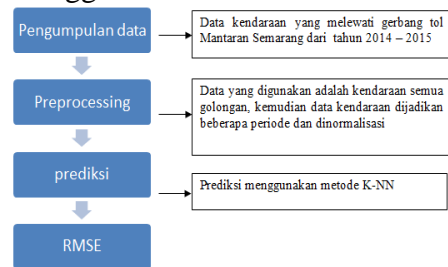 Pengumpulan data
Data kendaraan yang melewati gerbang tol
Mantaran Semarang dari tahun 2014 – 2015
Preprocessing
Data yang digunakan adalah kendaraan semua
golongan, kemudian data kendaraan dijadikan
beberapa periode dan dinormalisasi
prediksi
Prediksi menggunakan metode K-NN
RMSE